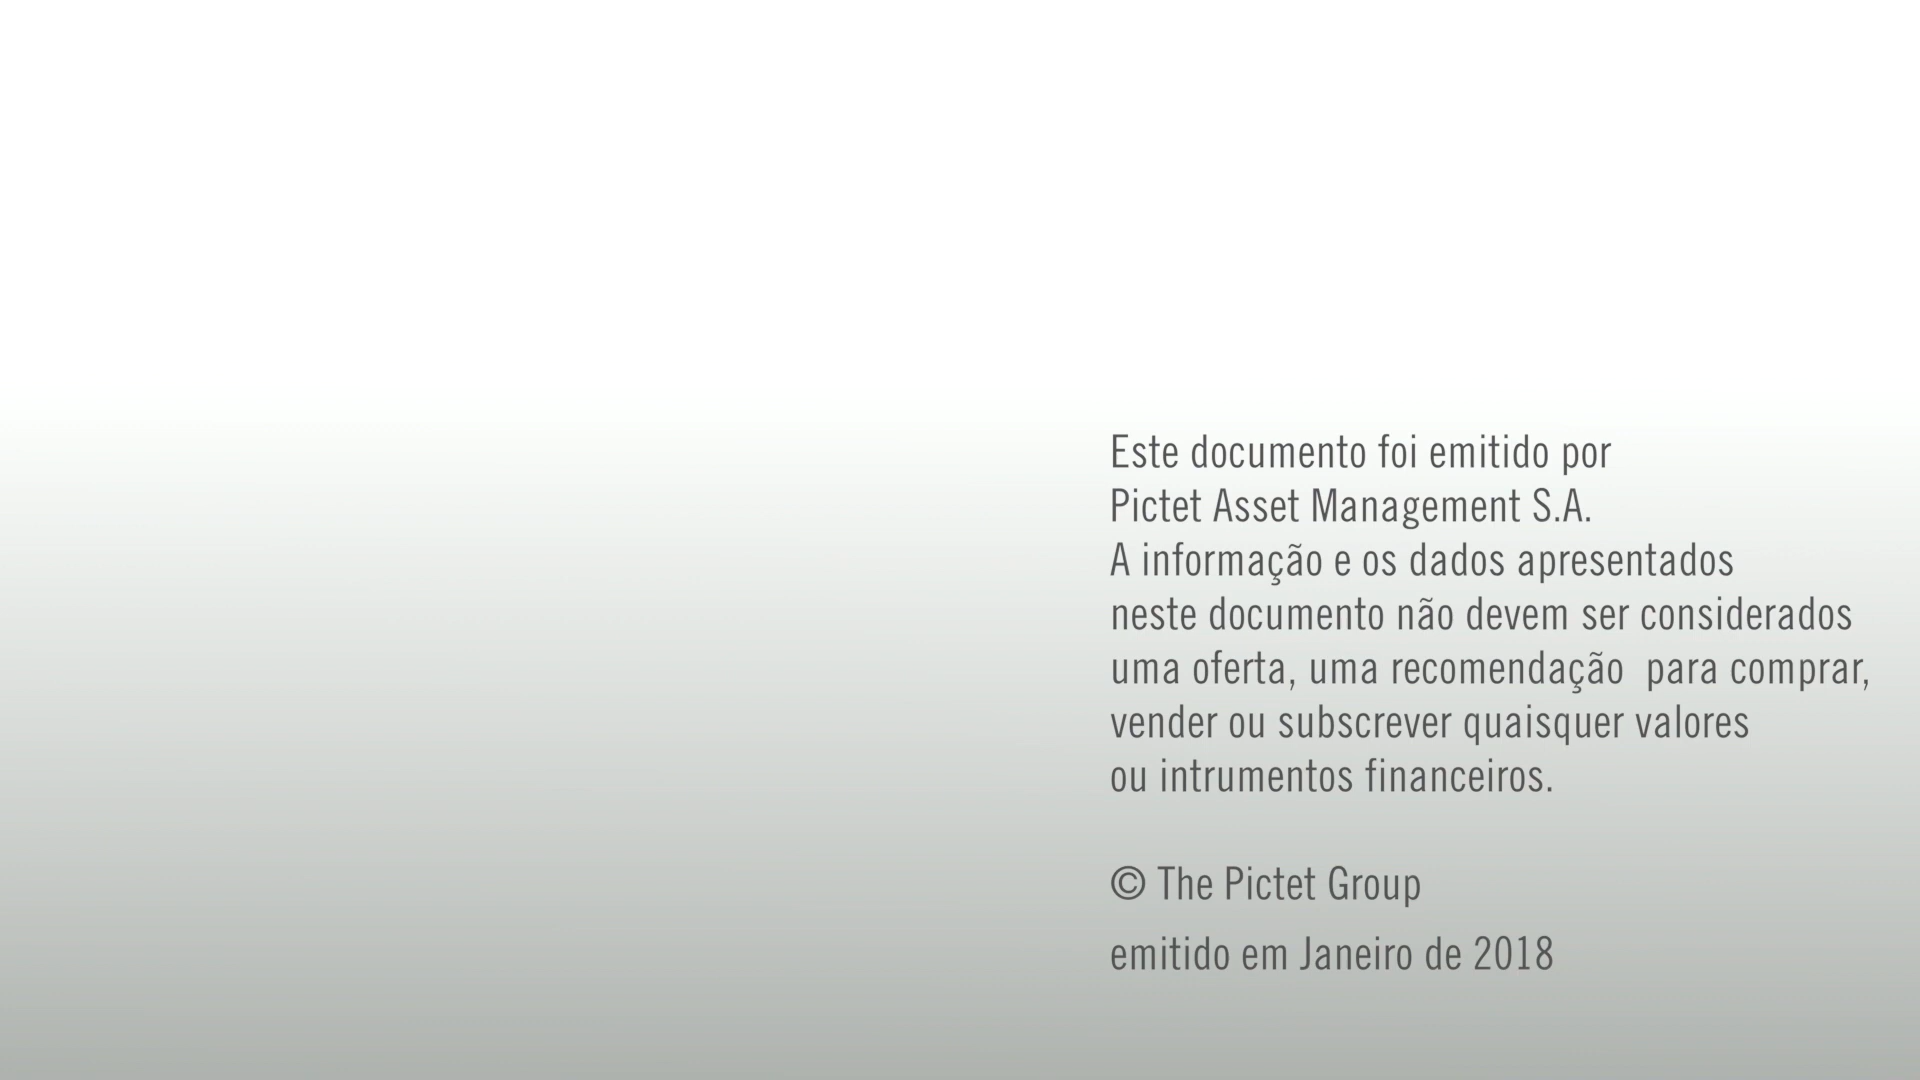 Este documento foi emitido por
Pictet Asset Management S.A.
A informação e os dados apresentados
neste documento não devem ser considerados
uma oferta, uma recomendação  para comprar,
vender ou subscrever quaisquer valores
ou intrumentos financeiros.
© The Pictet Group
emitido em Janeiro de 2018